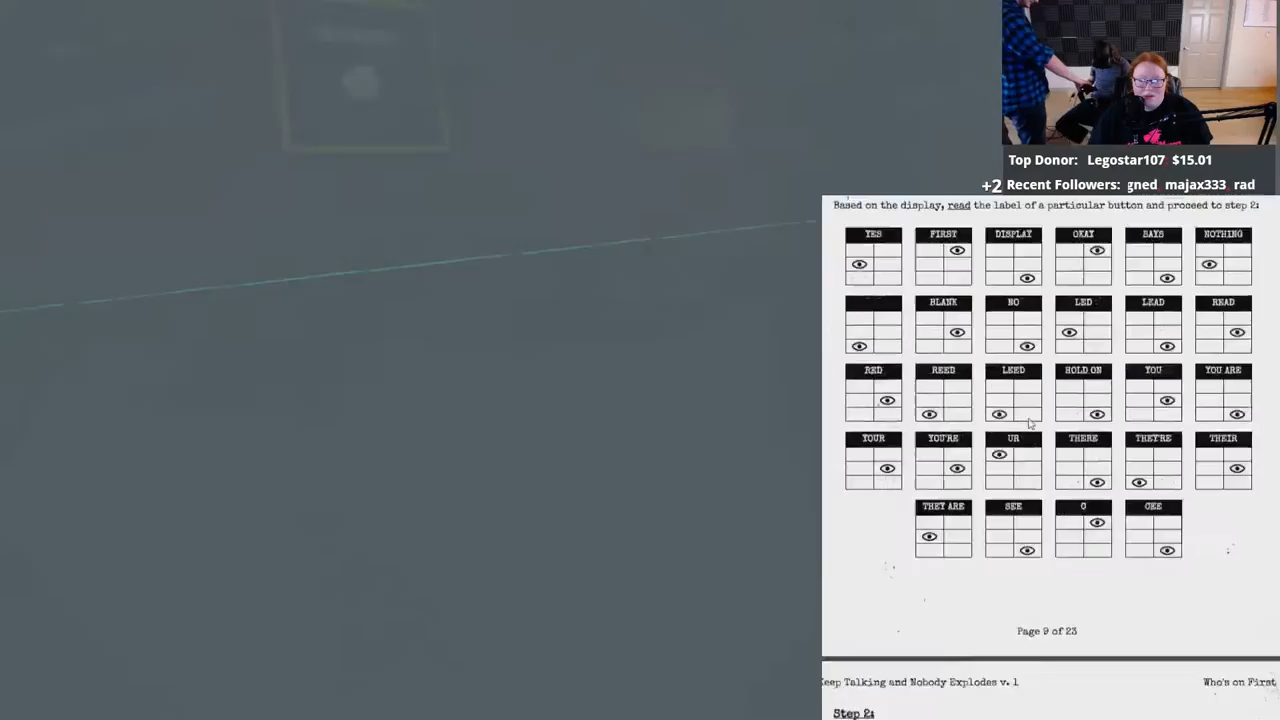 Top Donor: Legostar107 $15.01
+2 Recent Followers: gned majax333 rad
Based on the display, read the label of a particular button and proceed to step 2:
YES FIRST DISPLAY OKAY SAYS NOTHING
BLANK NO LED LEAD READ
RED REED LEED HOLD ON YOU YOU ARE
YOUR YOU'RE UR THERE THEY'RE THEIR
THEY ARE SEE C CEE
Page 9 of 23
Keep Talking and Nobody Explodes v. 1 Who's on First
Step 2: